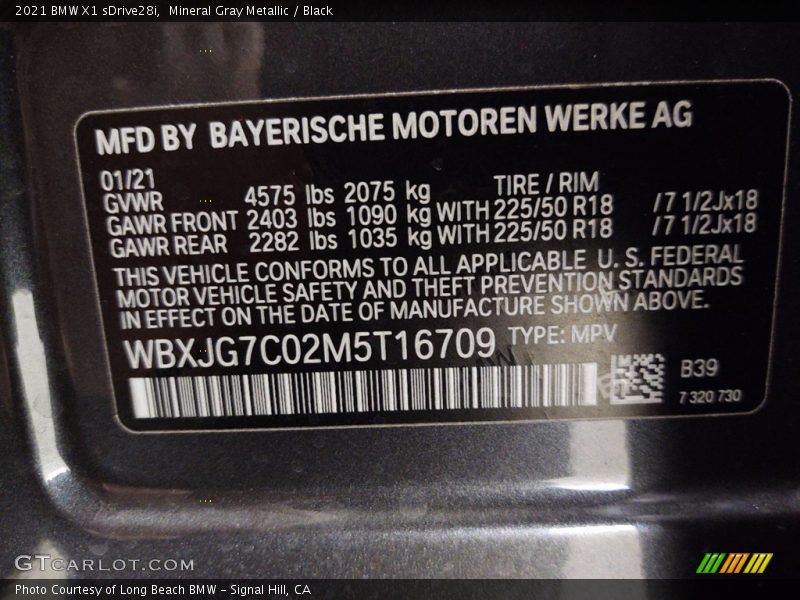 2021 BMW X1 sDrive28i,  Mineral Gray Metallic / Black
MFD BY BAYERISCHE MOTOREN WERKE AG
01/21 TIRE / RIM
GVWR 4575 lbs 2075 kg
GAWR FRONT 2403 lbs 1090 kg WITH 225/50 R18 /7 1/2Jx18
GAWR REAR 2282 lbs 1035 kg WITH 225/50 R18 /7 1/2Jx18
THIS VEHICLE CONFORMS TO ALL APPLICABLE U. S. FEDERAL
MOTOR VEHICLE SAFETY AND THEFT PREVENTION STANDARDS
IN EFFECT ON THE DATE OF MANUFACTURE SHOWN ABOVE.
WBXJG7C02M5T16709 TYPE: MPV
B39
7 320 730
GTCARLOT.COM
Photo Courtesy of Long Beach BMW - Signal Hill, CA